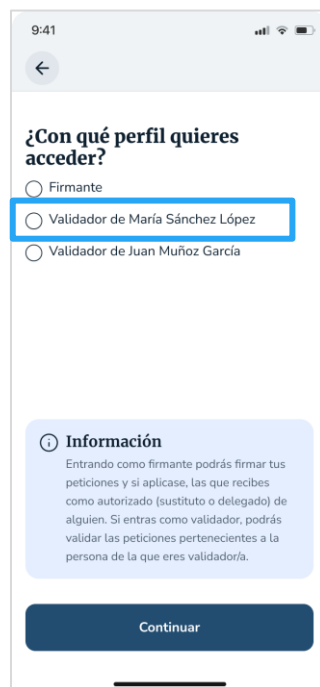 9:41
¿Con qué perfil quieres
acceder?
Firmante
Validador de María Sánchez López
Validador de Juan Muñoz García
Información
Entrando como firmante podrás firmar tus
peticiones y si aplicase, las que recibes
como autorizado (sustituto o delegado) de
alguien. Si entras como validador, podrás
validar las peticiones pertenecientes a la
persona de la que eres validador/a.
Continuar